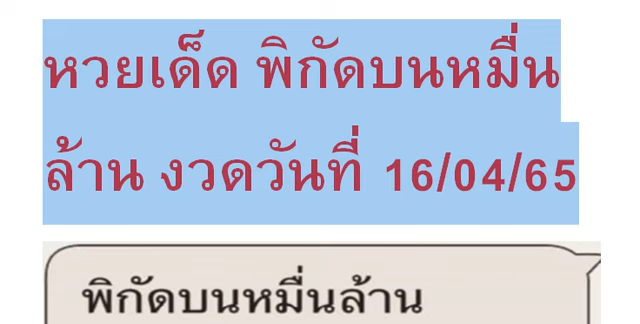 หวยเด็ด พิกัดบนหมื่น
ล้าน งวดวันที่ 16/04/65
พิกัดบนหมื่นล้าน